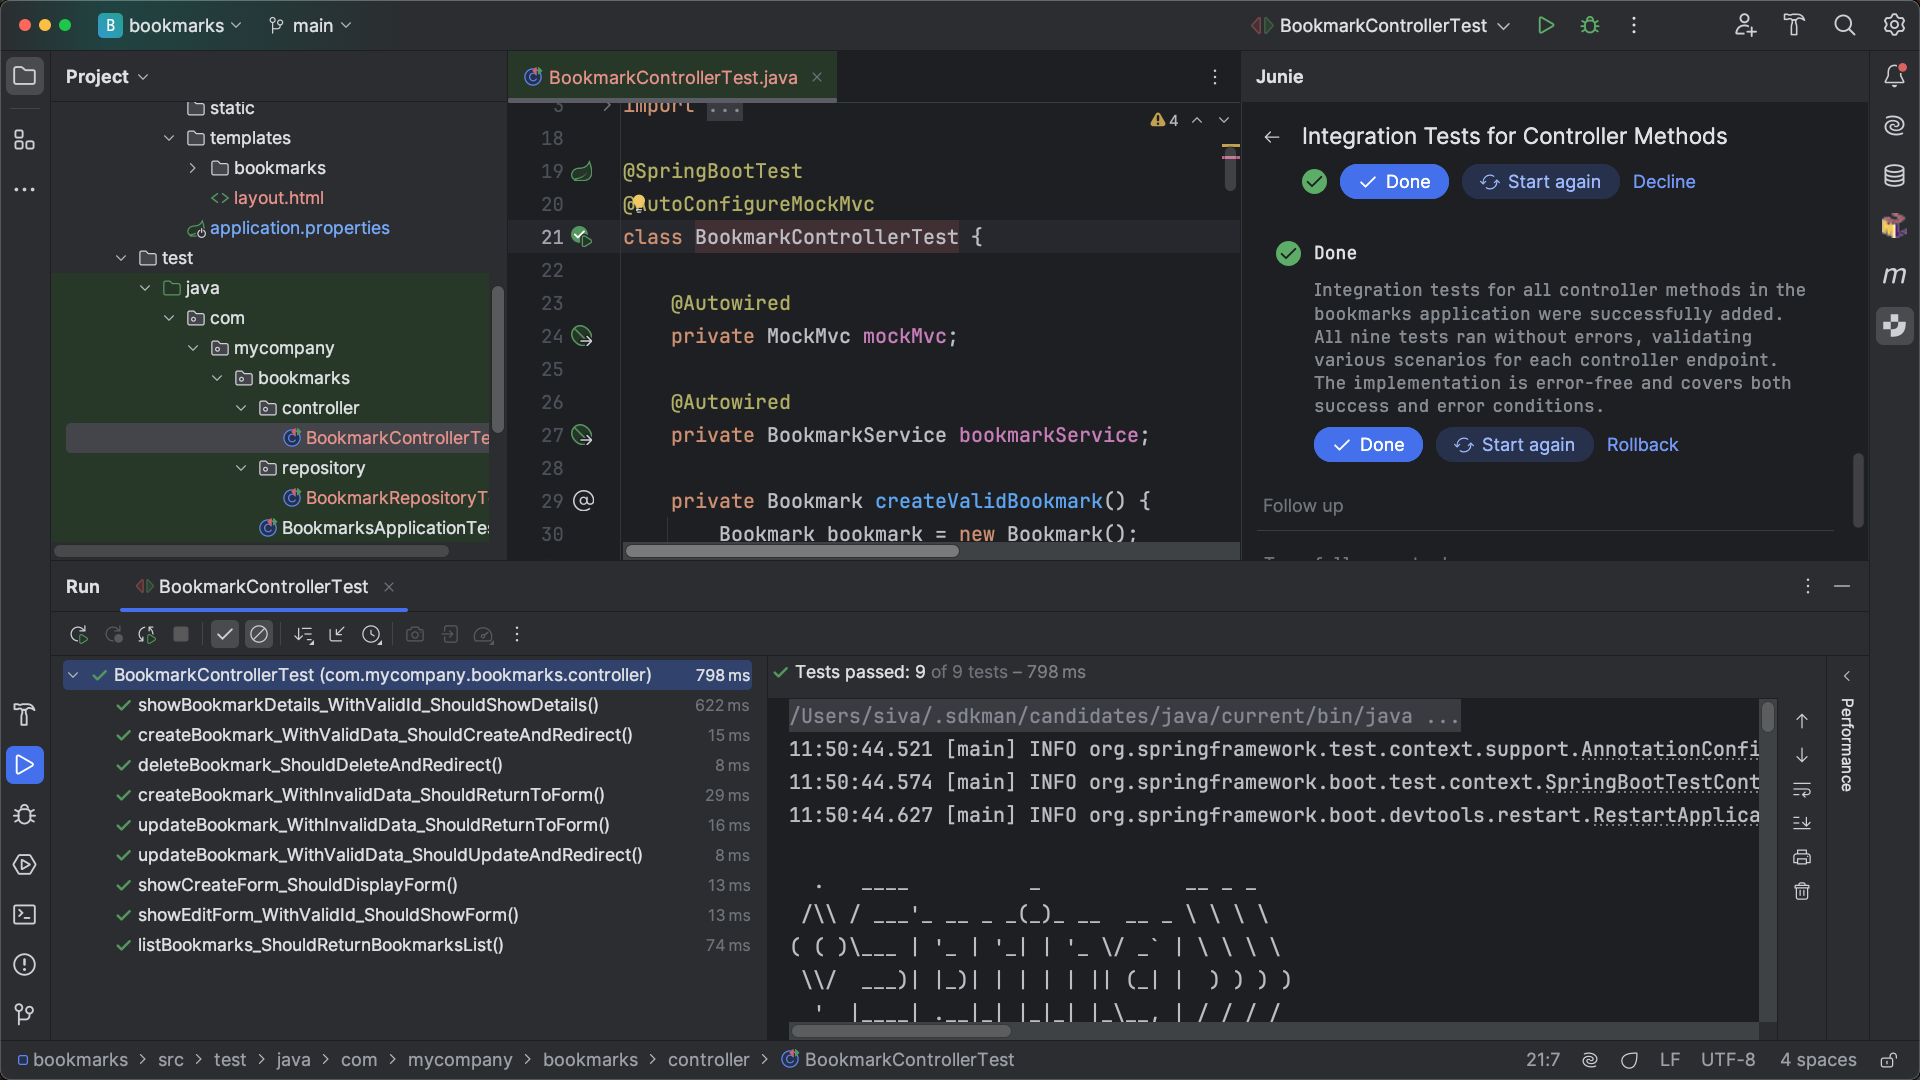 B bookmarks main
BookmarkControllerTest
Project
static
templates
bookmarks
<> layout.html
application.properties
test
java
com
mycompany
bookmarks
controller
BookmarkControllerTe
repository
BookmarkRepositoryT
BookmarksApplicationTes
BookmarkControllerTest.java
4
3 import ...
18
19 @SpringBootTest
20 @AutoConfigureMockMvc
21 class BookmarkControllerTest {
22
23 @Autowired
24 private MockMvc mockMvc;
25
26 @Autowired
27 private BookmarkService bookmarkService;
28
29 @ private Bookmark createValidBookmark() {
30 Bookmark bookmark = new Bookmark();
Junie
Integration Tests for Controller Methods
Done Start again Decline
Done
Integration tests for all controller methods in the
bookmarks application were successfully added.
All nine tests ran without errors, validating
various scenarios for each controller endpoint.
The implementation is error-free and covers both
success and error conditions.
Done Start again Rollback
Follow up
m
Run BookmarkControllerTest
BookmarkControllerTest (com.mycompany.bookmarks.controller) 798 ms
showBookmarkDetails_WithValidId_ShouldShowDetails() 622 ms
createBookmark_WithValidData_ShouldCreateAndRedirect() 15 ms
deleteBookmark_ShouldDeleteAndRedirect() 8 ms
createBookmark_WithInvalidData_ShouldReturnToForm() 29 ms
updateBookmark_WithInvalidData_ShouldReturnToForm() 16 ms
updateBookmark_WithValidData_ShouldUpdateAndRedirect() 8 ms
showCreateForm_ShouldDisplayForm() 13 ms
showEditForm_WithValidId_ShouldShowForm() 13 ms
listBookmarks_ShouldReturnBookmarksList() 74 ms
Tests passed: 9 of 9 tests – 798 ms
/Users/siva/.sdkman/candidates/java/current/bin/java ...
11:50:44.521 [main] INFO org.springframework.test.context.support.AnnotationConfi
11:50:44.574 [main] INFO org.springframework.boot.test.context.SpringBootTestCont
11:50:44.627 [main] INFO org.springframework.boot.devtools.restart.RestartApplica
  .   ____          _            __ _ _
 /\\ / ___'_ __ _ _(_)_ __  __ _ \ \ \ \
( ( )\___ | '_ | '_| | '_ \/ _` | \ \ \ \
 \\/  ___)| |_)| | | | | || (_| |  ) ) ) )
  '  |____| .__|_| |_|_| |_\__, | / / / /
Performance
bookmarks > src > test > java > com > mycompany > bookmarks > controller > BookmarkControllerTest
21:7 LF UTF-8 4 spaces